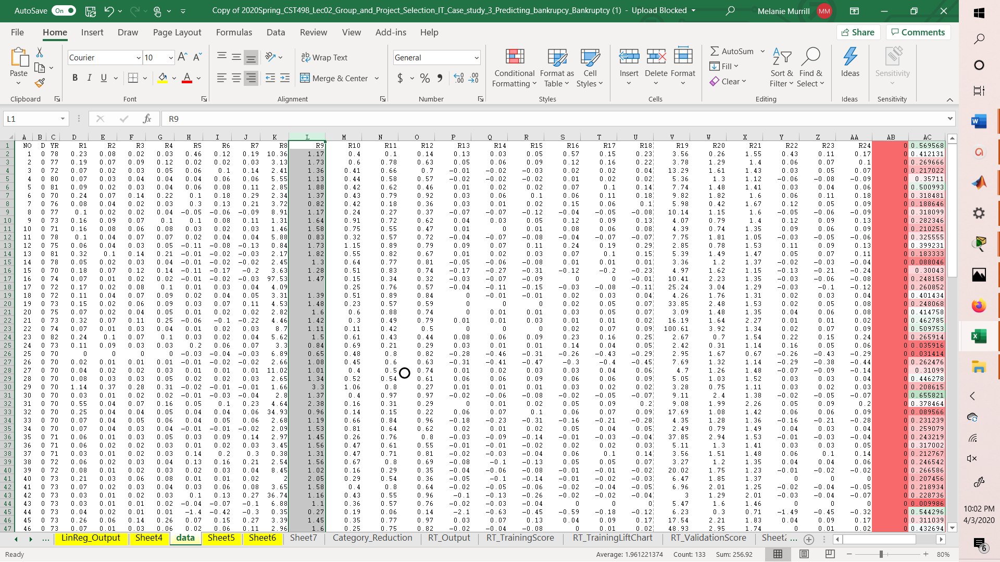 AutoSave On Copy of 2020Spring_CST498_Lec02_Group_and_Project_Selection_IT_Case_study_3_Predicting_bankrupcy_Bankruptcy (1) - Upload Blocked Melanie Murrill MM
File Home Insert Draw Page Layout Formulas Data Review View Add-ins Help Share Comments
Courier 10 Wrap Text General AutoSum
Paste Conditional Formatting Format as Table Cell Styles Insert Delete Format Fill Sort & Filter Find & Select Ideas Sensitivity
B I U Merge & Center $ % Clear
Clipboard Font Alignment Number Styles Cells Editing Ideas Sensitivity
L1 fx R9
A B C D E F G H I J K L M N O P Q R S T U V W X Y Z AA AB AC
1 NO D YR R1 R2 R3 R4 R5 R6 R7 R8 R9 R10 R11 R12 R13 R14 R15 R16 R17 R18 R19 R20 R21 R22 R23 R24 0 0.569568
2 1 0 78 0.23 0.08 0.02 0.03 0.46 0.12 0.19 10.36 1.17 0.4 0.1 0.14 0.13 0.03 0.05 0.57 0.15 0.23 3.56 0.26 1.55 0.43 0.11 0.17 0 0.412131
3 2 0 77 0.19 0.07 0.09 0.12 0.02 0.02 0.03 3.13 1.73 0.6 0.78 0.63 0.05 0.06 0.09 0.12 0.16 0.22 3.78 1.29 1.4 0.06 0.07 0.1 0 0.269666
4 3 0 72 0.07 0.02 0.03 0.05 0.06 0.1 0.14 2.41 1.36 0.41 0.66 0.7 -0.01 -0.02 -0.03 0.02 0.02 0.04 13.29 1.61 1.43 0.03 0.05 0.07 0 0.217022
5 4 0 80 0.07 0.03 0.04 0.04 0.04 0.06 0.06 5.55 1.13 0.44 0.58 0.57 -0.02 -0.02 -0.02 0.01 0.02 0.02 5.36 1.3 1.12 -0.06 -0.08 -0.09 0 0.35711
6 5 0 81 0.09 0.02 0.03 0.04 0.06 0.08 0.11 2.85 1.88 0.42 0.62 0.46 0.01 0.02 0.02 0.07 0.1 0.14 7.74 1.48 1.41 0.03 0.04 0.06 0 0.500993
7 6 0 70 0.24 0.07 0.14 0.22 0.1 0.18 0.29 2.34 1.37 0.43 0.79 0.92 0.03 0.06 0.1 0.06 0.11 0.18 9.82 1.82 1.6 0.06 0.11 0.18 0 0.318481
8 7 0 76 0.08 0.04 0.02 0.03 0.3 0.13 0.21 3.72 0.82 0.42 0.18 0.36 0.03 0.01 0.02 0.15 0.06 0.1 5.98 0.42 1.67 0.12 0.05 0.09 0 0.188646
9 8 0 77 0.1 0.02 0.02 0.04 -0.05 -0.06 -0.09 8.91 1.17 0.24 0.27 0.37 -0.07 -0.07 -0.12 -0.04 -0.05 -0.08 10.14 1.15 1.6 -0.05 -0.06 -0.09 0 0.318099
10 9 0 73 0.16 0.09 0.07 0.1 0.1 0.08 0.11 1.31 1.64 0.91 0.72 0.62 0.04 0.03 0.05 0.12 0.09 0.13 4.07 0.79 1.4 0.12 0.09 0.13 0 0.282346
11 10 0 71 0.16 0.08 0.06 0.08 0.03 0.02 0.03 1.46 1.58 0.75 0.55 0.47 0.01 0 0.01 0.08 0.06 0.08 4.39 0.74 1.35 0.09 0.06 0.09 0 0.210251
12 11 0 78 0.1 0.04 0.07 0.07 0.02 0.04 0.04 5.88 0.83 0.32 0.57 0.72 -0.04 -0.07 -0.08 -0.04 -0.07 -0.07 7.75 1.81 1.05 -0.03 -0.05 -0.06 0 0.325555
13 12 0 75 0.06 0.04 0.03 0.05 -0.11 -0.08 -0.13 0.84 1.73 1.15 0.89 0.79 0.09 0.07 0.11 0.24 0.19 0.29 2.85 0.78 1.53 0.11 0.09 0.13 0 0.399231
14 13 0 81 0.32 0.1 0.14 0.21 -0.01 -0.02 -0.03 2.17 1.82 0.55 0.82 0.67 0.01 0.02 0.03 0.07 0.1 0.15 5.39 1.49 1.47 0.05 0.07 0.11 0 0.183333
15 14 0 78 0.05 0.02 0.03 0.04 -0.01 -0.02 -0.02 2.45 1.3 0.64 0.77 0.81 -0.05 -0.06 -0.08 0.01 0.01 0.01 3.36 1.2 1.37 -0.02 -0.03 -0.04 0 0.088046
16 15 0 70 0.18 0.07 0.12 0.14 -0.11 -0.17 -0.2 3.63 1.28 0.51 0.83 0.74 -0.17 -0.27 -0.31 -0.12 -0.2 -0.23 4.97 1.62 1.15 -0.13 -0.21 -0.24 0 0.30043
17 16 0 74 0.07 0.01 0.02 0.02 -0.01 -0.02 -0.03 97.53 1.47 0.15 0.34 0.32 -0.03 -0.07 -0.09 0 0 -0.01 10.41 2.23 1.35 -0.03 -0.06 -0.08 0 0.248158
18 17 0 72 0.17 0.02 0.08 0.1 0.01 0.03 0.04 4.09 0.25 0.76 0.57 -0.04 -0.11 -0.15 -0.03 -0.08 -0.11 25.24 3.04 1.29 -0.03 -0.1 -0.12 0 0.260852
19 18 0 72 0.11 0.04 0.07 0.09 0.02 0.04 0.05 3.31 1.39 0.51 0.89 0.84 0 -0.01 -0.01 0.02 0.03 0.04 4.26 1.76 1.31 0.02 0.03 0.04 0 0.401434
20 19 0 73 0.15 0.02 0.06 0.09 0.03 0.07 0.11 4.53 1.48 0.23 0.57 0.59 0 0 0 0.02 0.05 0.07 33.85 2.48 1.53 0.02 0.05 0.08 0 0.248068
21 20 0 75 0.07 0.02 0.04 0.05 0.01 0.02 0.02 2.82 1.6 0.6 0.88 0.74 0 0.01 0.01 0.03 0.05 0.07 3.09 1.48 1.35 0.04 0.06 0.08 0 0.414758
22 21 0 73 0.32 0.07 0.11 0.25 -0.06 -0.1 -0.22 4.46 1.42 0.3 0.49 0.79 0.01 0.01 0.03 0.01 0.01 0.02 16.19 1.64 2.27 0.01 0.01 0.02 0 0.462785
23 22 0 74 0.07 0.01 0.03 0.04 0.01 0.02 0.03 8.7 1.11 0.11 0.42 0.5 0 0 0 0.02 0.07 0.09 100.61 3.92 1.34 0.02 0.07 0.09 0 0.509753
24 23 0 82 0.24 0.1 0.07 0.1 0.03 0.02 0.04 5.62 1.5 0.61 0.43 0.44 0.08 0.06 0.09 0.23 0.16 0.25 2.67 0.7 1.54 0.22 0.15 0.24 0 0.265914
25 24 0 73 0.11 0.09 0.03 0.03 0.2 0.06 0.07 3.3 0.84 0.69 0.21 0.29 0.03 0.01 0.01 0.14 0.04 0.05 2.42 0.31 1.14 0.16 0.05 0.06 0 0.035916
26 25 0 70 0 0 0 0 -0.03 -0.04 -0.03 6.89 0.65 0.48 0.8 0.82 -0.28 -0.46 -0.31 -0.26 -0.43 -0.29 2.95 1.67 0.67 -0.26 -0.43 -0.29 0 0.031414
27 26 0 70 0.02 0.01 0.01 0.01 -0.01 -0.02 -0.02 2.66 1.08 0.45 0.6 0.63 -0.31 -0.41 -0.47 -0.3 -0.4 -0.45 7.69 1.32 1.14 -0.29 -0.38 -0.44 0 0.262476
28 27 0 70 0.04 0.02 0.02 0.03 0.01 0.01 0.01 11.02 1.01 0.4 0.5 0.74 0.01 0.02 0.03 0.03 0.04 0.06 4.7 1.26 1.48 -0.07 -0.09 -0.14 0 0.31099
29 28 0 70 0.08 0.03 0.03 0.05 0.02 0.02 0.03 2.65 1.34 0.52 0.54 0.61 0.06 0.06 0.09 0.06 0.06 0.09 5.05 1.03 1.52 0.03 0.03 0.04 0 0.446278
30 29 0 70 1.14 0.37 0.28 0.31 -0.01 -0.01 -0.01 1.66 3.3 1.06 0.8 0.27 0.01 0.01 0.01 0.03 0.02 0.02 3.28 0.75 1.11 0.03 0.02 0.03 0 0.208615
31 30 0 70 0.03 0.01 0.02 0.02 -0.01 -0.03 -0.04 2.8 1.37 0.4 0.97 0.97 -0.02 -0.06 -0.08 -0.02 -0.05 -0.07 9.11 2.4 1.38 -0.02 -0.05 -0.07 0 0.655821
32 31 0 70 0.55 0.04 0.07 0.16 0.05 0.1 0.23 4.64 2.38 0.16 0.31 0.29 0 0.01 0.02 0.05 0.09 0.2 9.08 1.99 2.26 0.05 0.09 0.2 0 0.378464
33 32 0 70 0.25 0.04 0.04 0.05 0.04 0.04 0.06 34.93 0.96 0.14 0.15 0.22 0.06 0.07 0.1 0.06 0.07 0.09 17.69 1.08 1.42 0.06 0.06 0.09 0 0.089566
34 33 0 70 0.07 0.04 0.05 0.06 0.04 0.05 0.06 2.68 1.19 0.66 0.84 0.96 -0.18 -0.23 -0.31 -0.16 -0.21 -0.28 4.35 1.28 1.36 -0.16 -0.21 -0.28 0 0.231239
35 34 0 70 0.07 0.04 0.03 0.04 -0.01 -0.01 -0.02 2.09 1.53 0.81 0.64 0.62 0.02 0.01 0.02 0.05 0.04 0.05 2.49 0.79 1.49 0.04 0.03 0.04 0 0.259079
36 35 0 71 0.06 0.01 0.03 0.05 0.03 0.09 0.14 2.97 1.45 0.26 0.76 0.8 -0.03 -0.09 -0.14 -0.01 -0.03 -0.04 37.85 2.94 1.53 -0.01 -0.03 -0.04 0 0.243219
37 36 0 71 0.06 0.02 0.02 0.03 0.01 0.02 0.03 3.45 1.56 0.47 0.61 0.55 -0.01 -0.01 -0.02 0.02 0.02 0.03 5.11 1.3 1.41 0.03 0.03 0.05 0 0.317002
38 37 0 71 0.03 0.01 0.02 0.03 0.14 0.2 0.3 0.38 1.31 0.47 0.71 0.81 -0.02 -0.03 -0.04 0.06 0.1 0.14 3.56 1.51 1.48 0.06 0.1 0.14 0 0.212767
39 38 0 72 0.06 0.02 0.03 0.04 0.13 0.16 0.21 2.54 1.56 0.67 0.8 0.69 -0.08 -0.1 -0.13 0.05 0.05 0.07 3.27 1.2 1.35 0.04 0.04 0.06 0 0.246542
40 39 0 72 0.08 0.01 0.02 0.03 0.02 0.03 0.04 8.45 1.02 0.16 0.29 0.35 -0.04 -0.06 -0.08 -0.01 -0.01 -0.02 20.02 1.75 1.23 -0.01 -0.02 -0.02 0 0.266586
41 40 0 73 0.21 0.03 0.06 0.08 0.01 0.01 0.02 2 2.05 0.29 0.54 0.36 -0.05 -0.1 -0.14 -0.01 -0.02 -0.03 6.47 1.85 1.37 0 0 0 0 0.207456
42 41 0 73 0.07 0.02 0.03 0.04 0.03 0.06 0.08 3.65 1.58 0.4 0.8 0.64 -0.02 -0.05 -0.06 -0.02 -0.04 -0.05 6.96 2.01 1.25 -0.02 -0.04 -0.05 0 0.218934
43 42 0 73 0.03 0.01 0.02 0.03 0.1 0.13 0.27 36.74 1.16 0.43 0.55 0.96 -0.1 -0.13 -0.26 -0.02 -0.02 -0.04 3 1.29 2.01 -0.03 -0.04 -0.07 0 0.228736
44 43 0 73 0.03 0.01 0.01 0.02 -0.04 -0.07 -0.1 6.88 1.1 0.36 0.57 0.76 -0.02 -0.03 -0.04 0 0 0 5.47 1.6 1.46 0 0 0 0 0.009986
45 44 0 73 0.04 0.02 0.01 0.01 -1.4 -0.42 -0.3 0.35 0.27 0.19 0.06 0.14 -2.1 -0.63 -0.45 -0.59 -0.18 -0.12 6.23 0.3 0.71 -1.49 -0.45 -0.32 0 0.544296
46 45 0 73 0.26 0.06 0.14 0.26 0.07 0.15 0.27 3.39 1.45 0.35 0.77 0.97 0.03 0.07 0.13 0.04 0.09 0.16 17.54 2.21 1.83 0.04 0.09 0.17 0 0.311039
47 46 0 73 0.07 0.01 0.02 0.02 0.06 0.11 2.96 1.6 0.25 0.75 0.82 -0.02 -0.04 -0.08 0 0.01 0.01 48.93 2.95 1.74 0 0.01 0.02 0 0.432694
... LinReg_Output Sheet4 data Sheet5 Sheet6 Sheet7 Category_Reduction RT_Output RT_TrainingScore RT_TrainingLiftChart RT_ValidationScore Sheet2 ...
Ready Average: 1.961221374 Count: 133 Sum: 256.92 80%
10:02 PM
4/3/2020
6